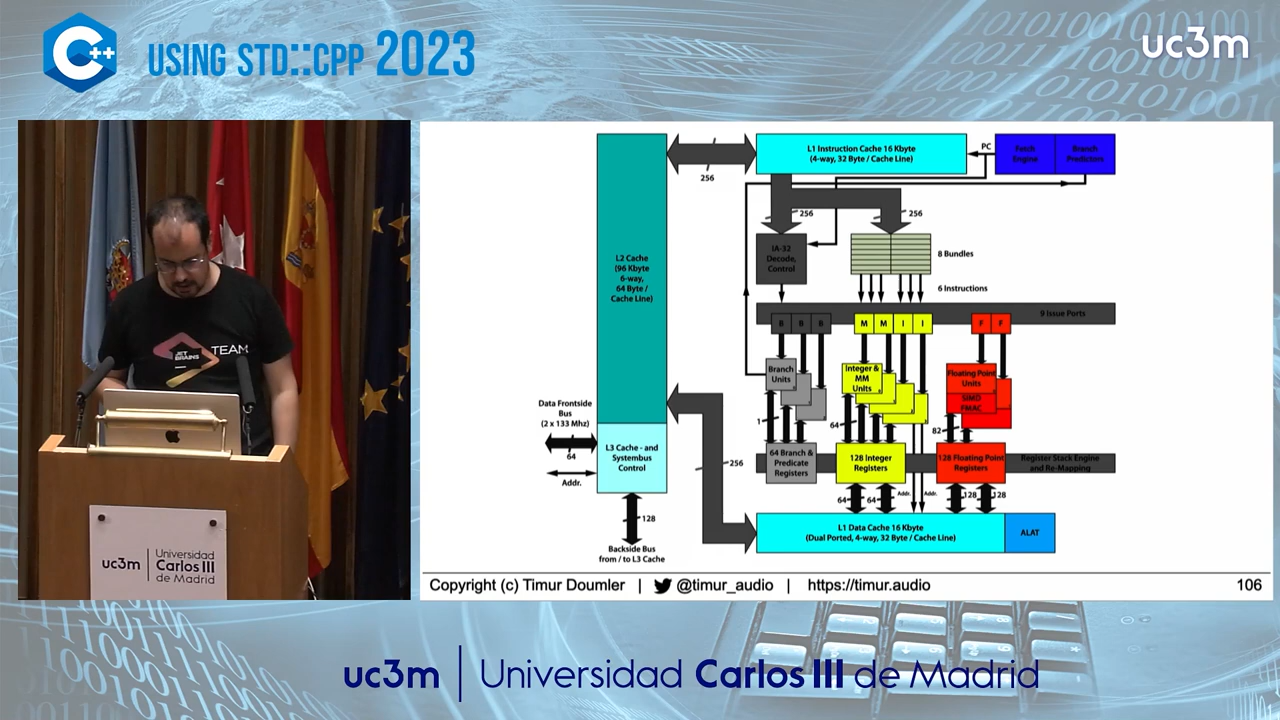 C++
USING STD::CPP 2023
uc3m
JET
BRAINS
TEAM
uc3m
Universidad
Carlos III
de Madrid
L1 Instruction Cache 16 Kbyte
(4-way, 32 Byte / Cache Line)
PC
Fetch
Engine
Branch
Predictors
256
256
256
L2 Cache
(96 Kbyte
6-way,
64 Byte /
Cache Line)
IA-32
Decode,
Control
8 Bundles
6 Instructions
9 Issue Ports
B B B
M M I I
F F
Branch
Units
Integer &
MM
Units
Floating Point
Units
SIMD
FMAC
Data Frontside
Bus
(2 x 133 Mhz)
64
Addr.
L3 Cache - and
Systembus
Control
1
64
82
256
64 Branch &
Predicate
Registers
128 Integer
Registers
128 Floating Point
Registers
Register Stack Engine
and Re-Mapping
64
64
Addr.
Addr.
128
128
128
L1 Data Cache 16 Kbyte
(Dual Ported, 4-way, 32 Byte / Cache Line)
ALAT
Backside Bus
from / to L3 Cache
Copyright (c) Timur Doumler | @timur_audio | https://timur.audio
106
uc3m | Universidad Carlos III de Madrid